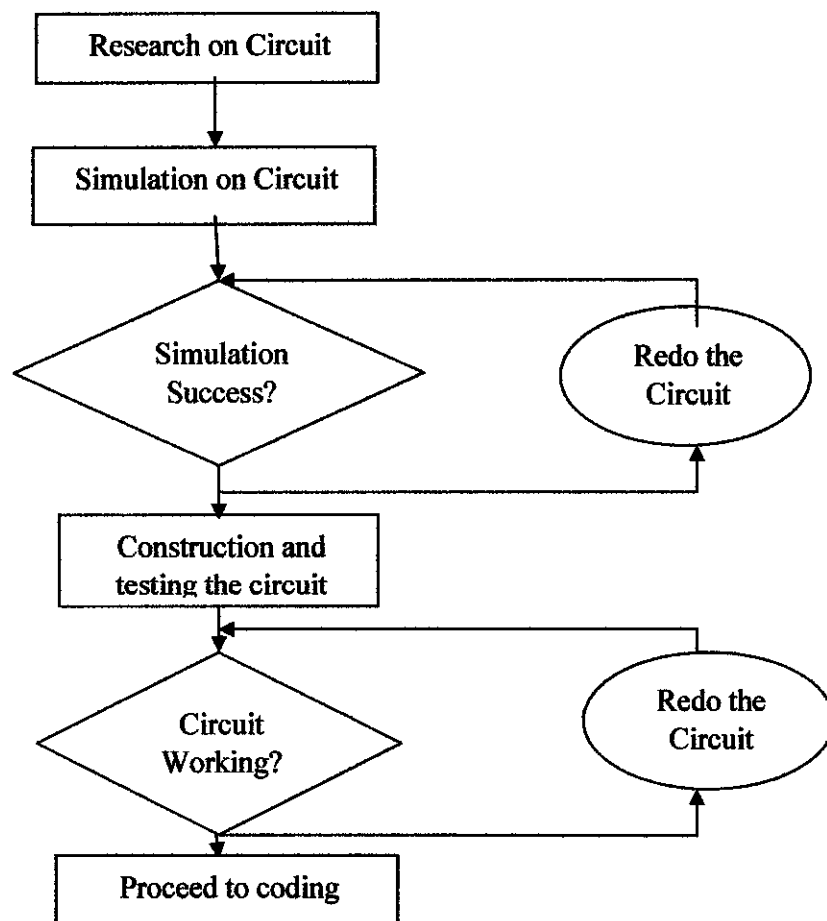 Research on Circuit
Simulation on Circuit
Simulation
Success?
Redo the
Circuit
Construction and
testing the circuit
Circuit
Working?
Redo the
Circuit
Proceed to coding